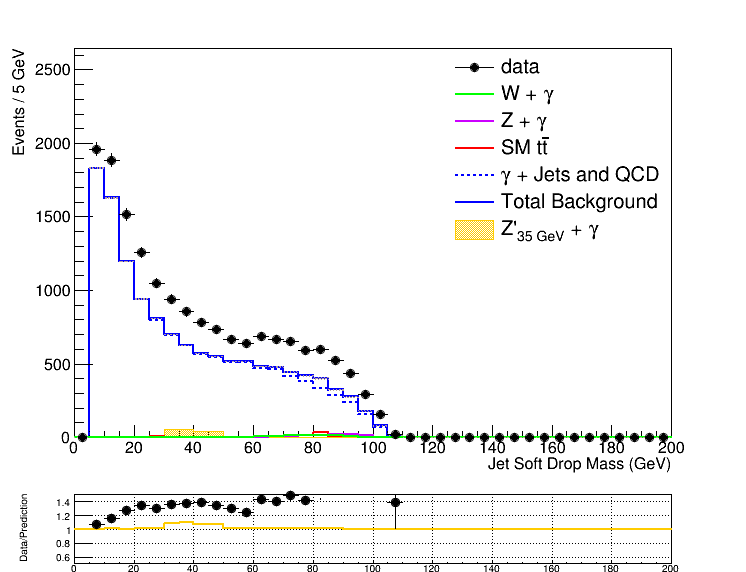 Events / 5 GeV
2500
2000
1500
1000
500
0
data
W + γ
Z + γ
SM tt̄
γ + Jets and QCD
Total Background
Z'35 GeV + γ
0 20 40 60 80 100 120 140 160 180 200
Jet Soft Drop Mass (GeV)
Data/Prediction
1.4
1.2
1
0.8
0.6
0 20 40 60 80 100 120 140 160 180 200